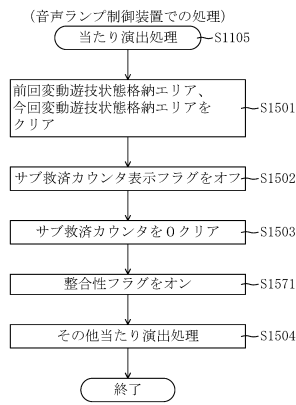 （音声ランプ制御装置での処理）
当たり演出処理
S1105
前回変動遊技状態格納エリア、
今回変動遊技状態格納エリアを
クリア
S1501
サブ救済カウンタ表示フラグをオフ
S1502
サブ救済カウンタを０クリア
S1503
整合性フラグをオン
S1571
その他当たり演出処理
S1504
終了